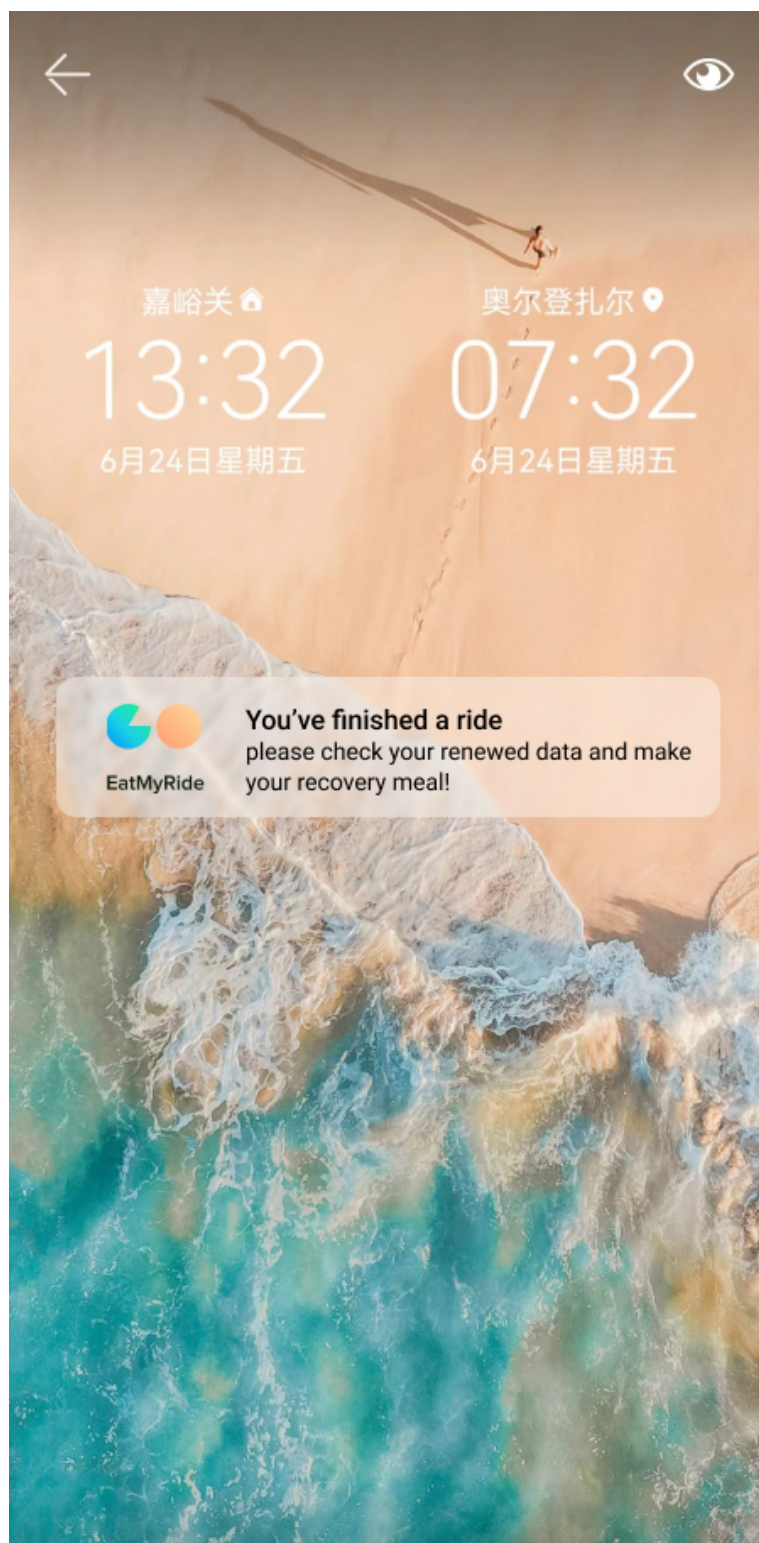 嘉峪关
奥尔登扎尔
13:32
07:32
6月24日星期五
6月24日星期五
You’ve finished a ride
please check your renewed data and make
your recovery meal!
EatMyRide